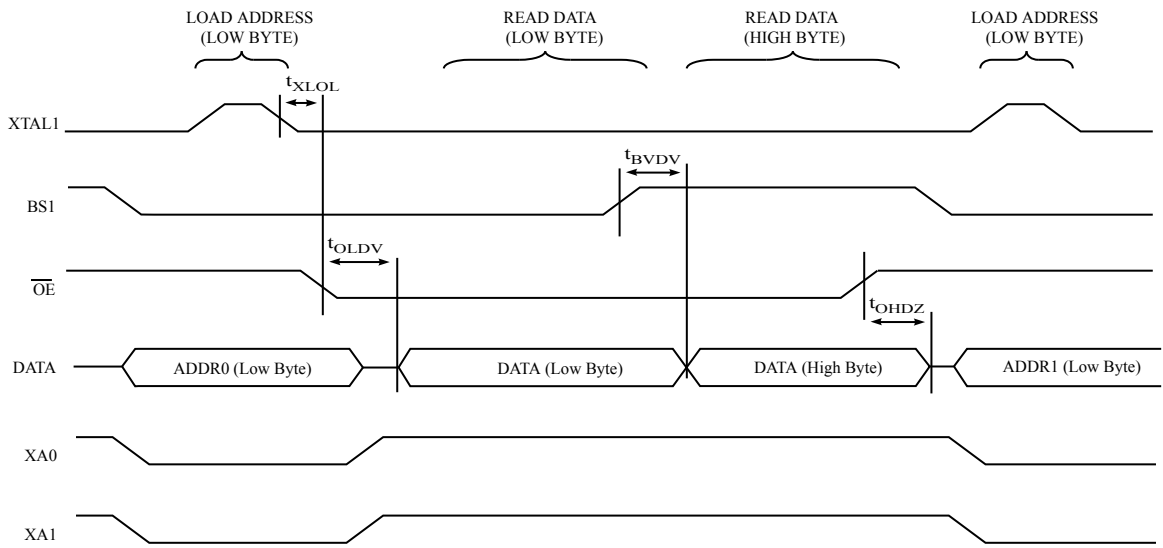 LOAD ADDRESS
(LOW BYTE)
READ DATA
(LOW BYTE)
READ DATA
(HIGH BYTE)
LOAD ADDRESS
(LOW BYTE)
tXLOL
XTAL1
tBVDV
BS1
tOLDV
OE
tOHDZ
DATA
ADDR0 (Low Byte)
DATA (Low Byte)
DATA (High Byte)
ADDR1 (Low Byte)
XA0
XA1